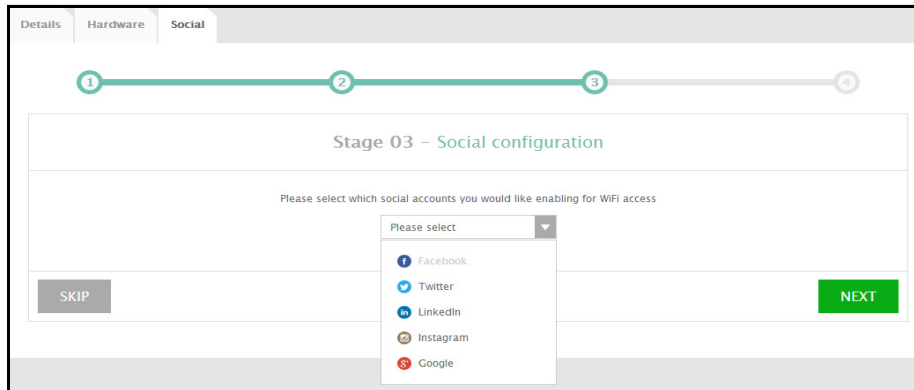 Details Hardware Social
1 2 3 4
Stage 03 – Social configuration
Please select which social accounts you would like enabling for WiFi access
Please select
Facebook
Twitter
LinkedIn
Instagram
Google
SKIP NEXT